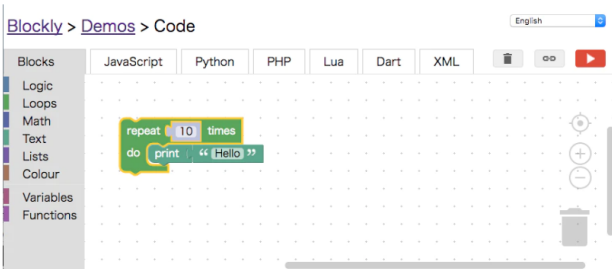 Blockly > Demos > Code
English
Blocks JavaScript Python PHP Lua Dart XML
Logic
Loops
Math
Text
Lists
Colour
Variables
Functions
repeat 10 times
do print “ Hello ”